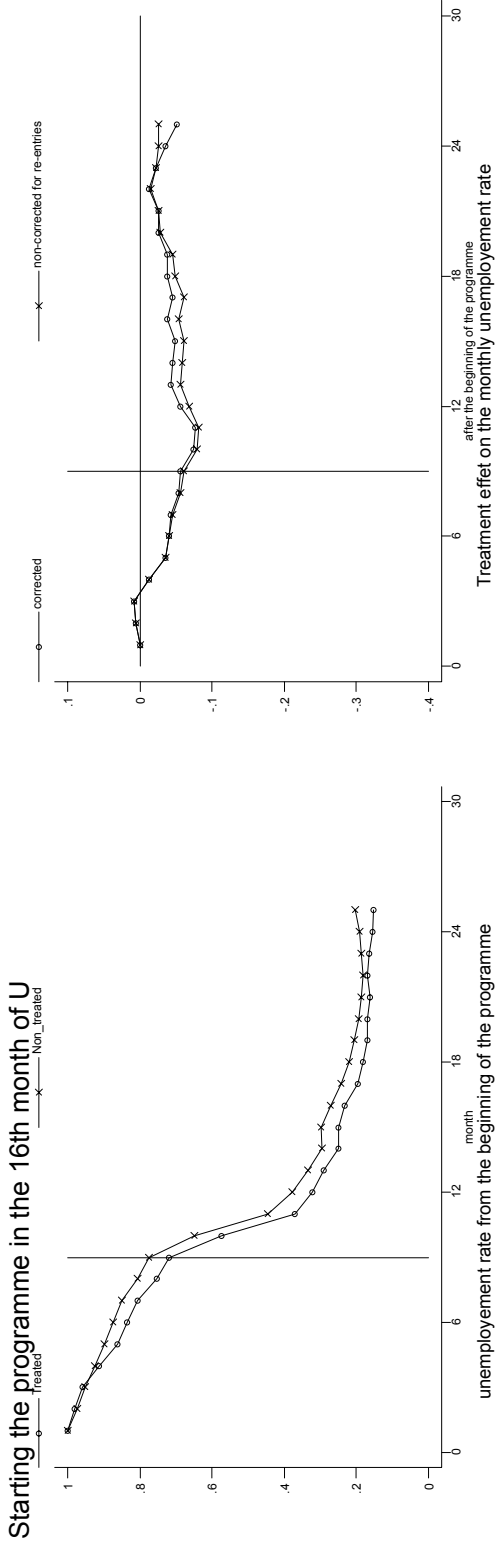 Starting the programme in the 16th month of U
Treated
Non_treated
1
.8
.6
.4
.2
0
0
6
12
18
24
30
month
unemployement rate from the beginning of the programme
corrected
non-corrected for re-entries
.1
0
-.1
-.2
-.3
-.4
0
6
12
18
24
30
after the beginning of the programme
Treatment effet on the monthly unemployement rate